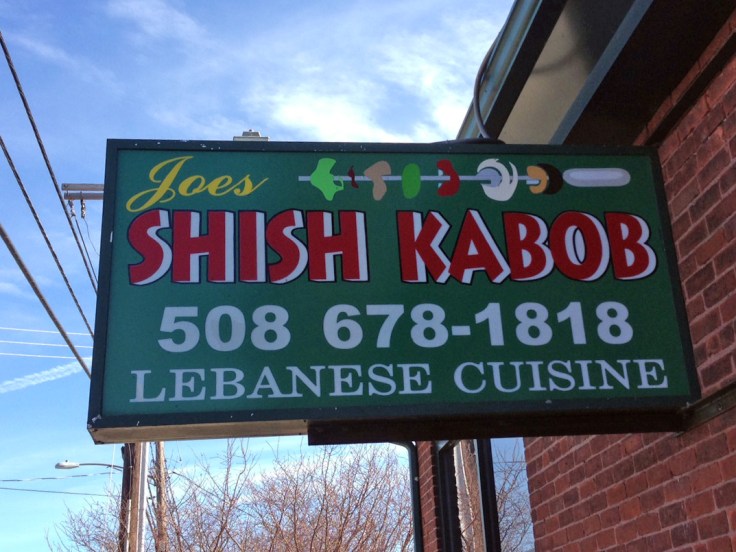 Joes
SHISH KABOB
508 678-1818
LEBANESE CUISINE